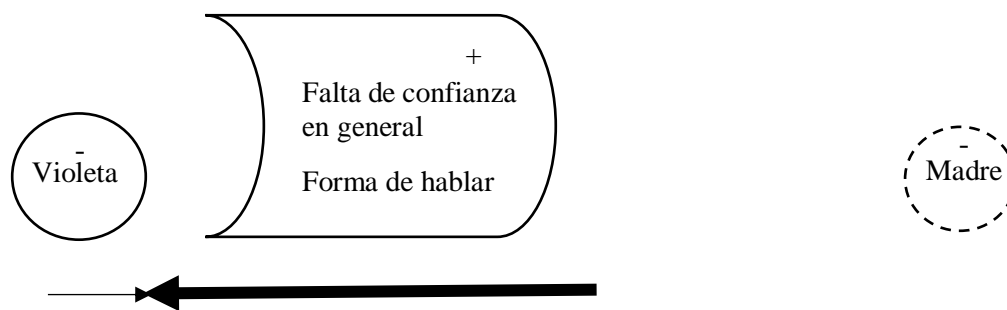 +
Falta de confianza
en general
-
Violeta
Forma de hablar
-
Madre